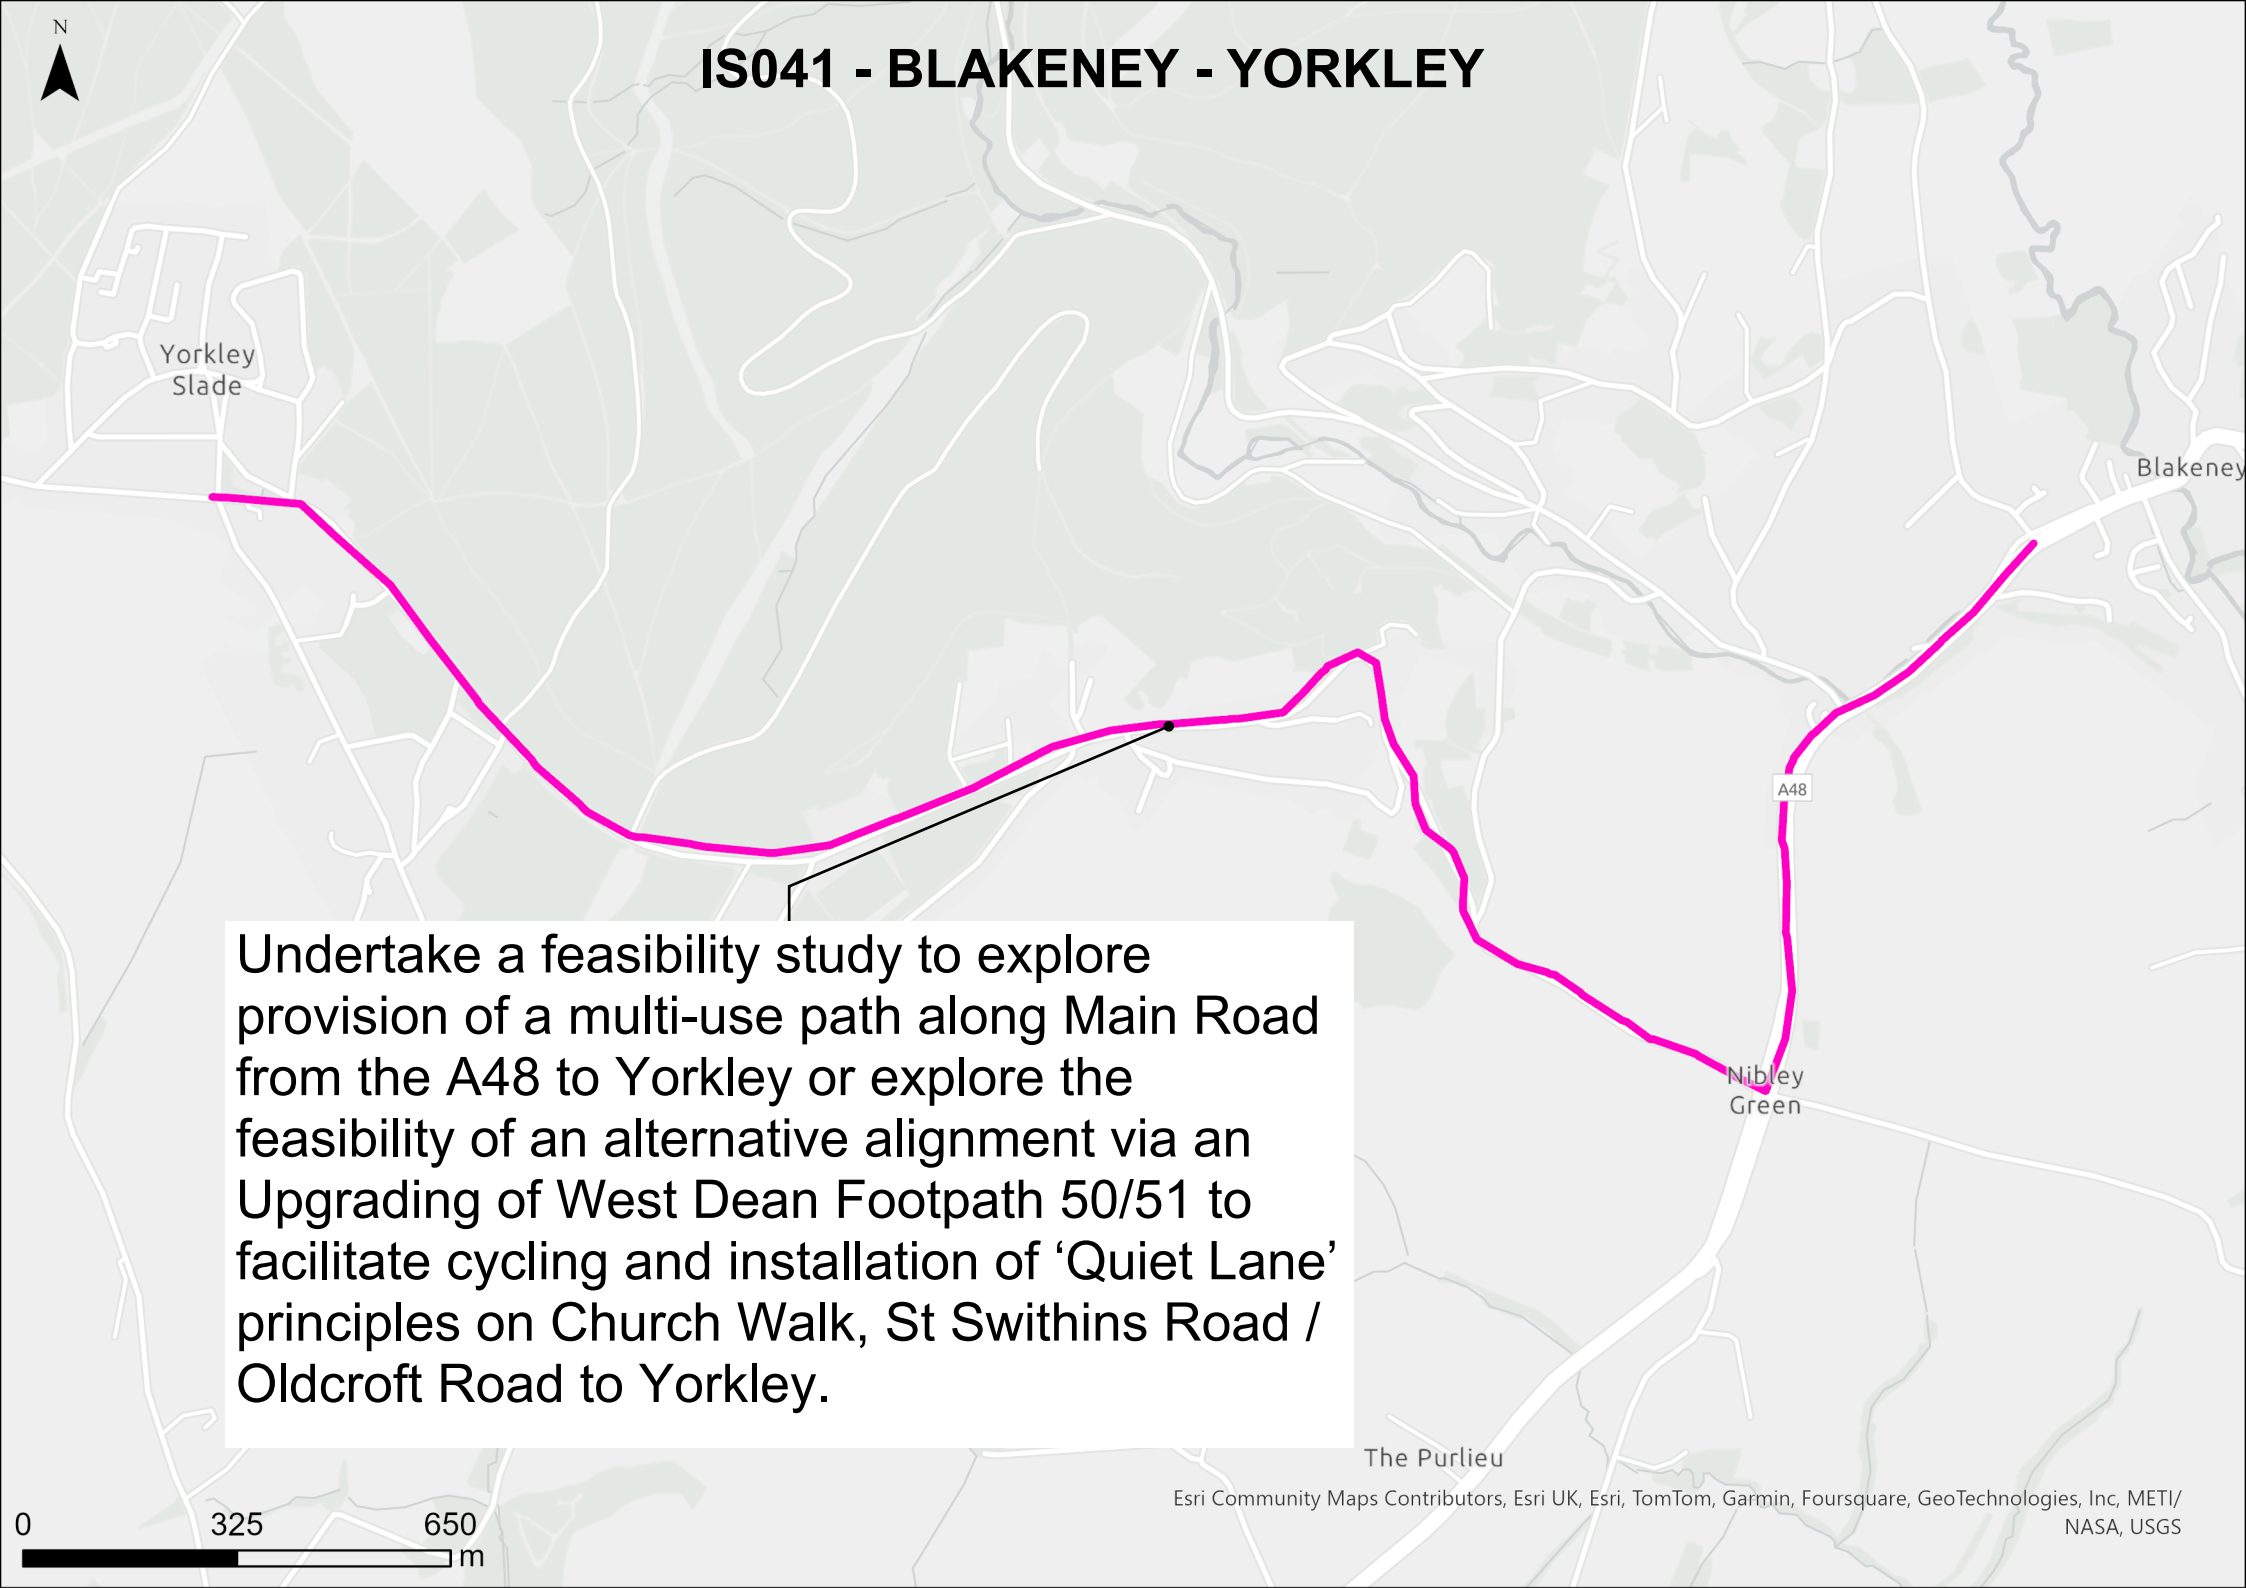 N
IS041 - BLAKENEY - YORKLEY
Yorkley
Slade
Blakeney
A48
Undertake a feasibility study to explore
provision of a multi-use path along Main Road
from the A48 to Yorkley or explore the
feasibility of an alternative alignment via an
Upgrading of West Dean Footpath 50/51 to
facilitate cycling and installation of ‘Quiet Lane’
principles on Church Walk, St Swithins Road /
Oldcroft Road to Yorkley.
Nibley
Green
The Purlieu
Esri Community Maps Contributors, Esri UK, Esri, TomTom, Garmin, Foursquare, GeoTechnologies, Inc, METI/
NASA, USGS
0 325 650
m